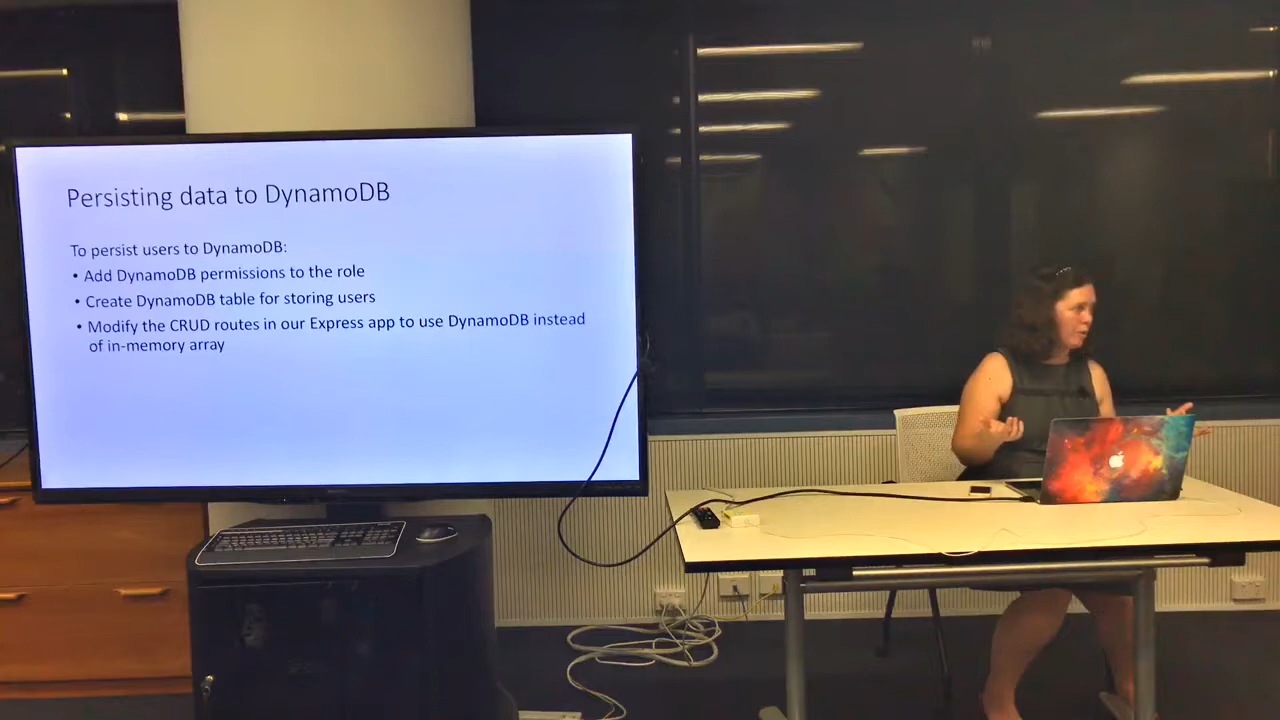 Persisting data to DynamoDB
To persist users to DynamoDB:
• Add DynamoDB permissions to the role
• Create DynamoDB table for storing users
• Modify the CRUD routes in our Express app to use DynamoDB instead
of in-memory array